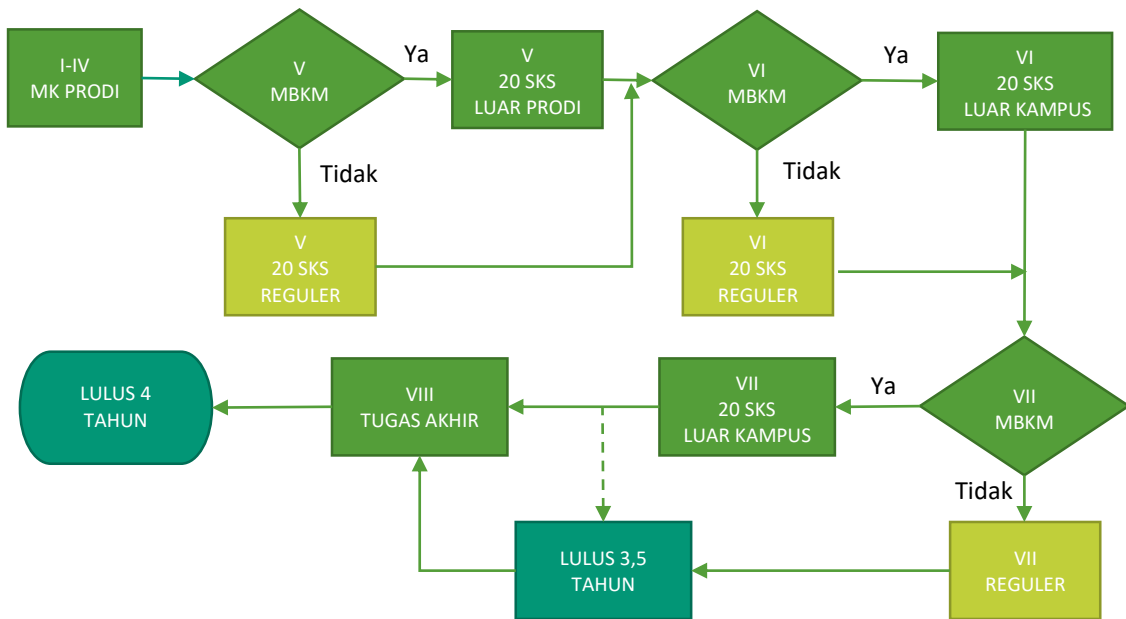 I-IV
MK PRODI
V
MBKM
Ya
V
20 SKS
LUAR PRODI
VI
MBKM
Ya
VI
20 SKS
LUAR KAMPUS
Tidak
Tidak
V
20 SKS
REGULER
VI
20 SKS
REGULER
LULUS 4
TAHUN
VIII
TUGAS AKHIR
VII
20 SKS
LUAR KAMPUS
Ya
VII
MBKM
Tidak
LULUS 3,5
TAHUN
VII
REGULER